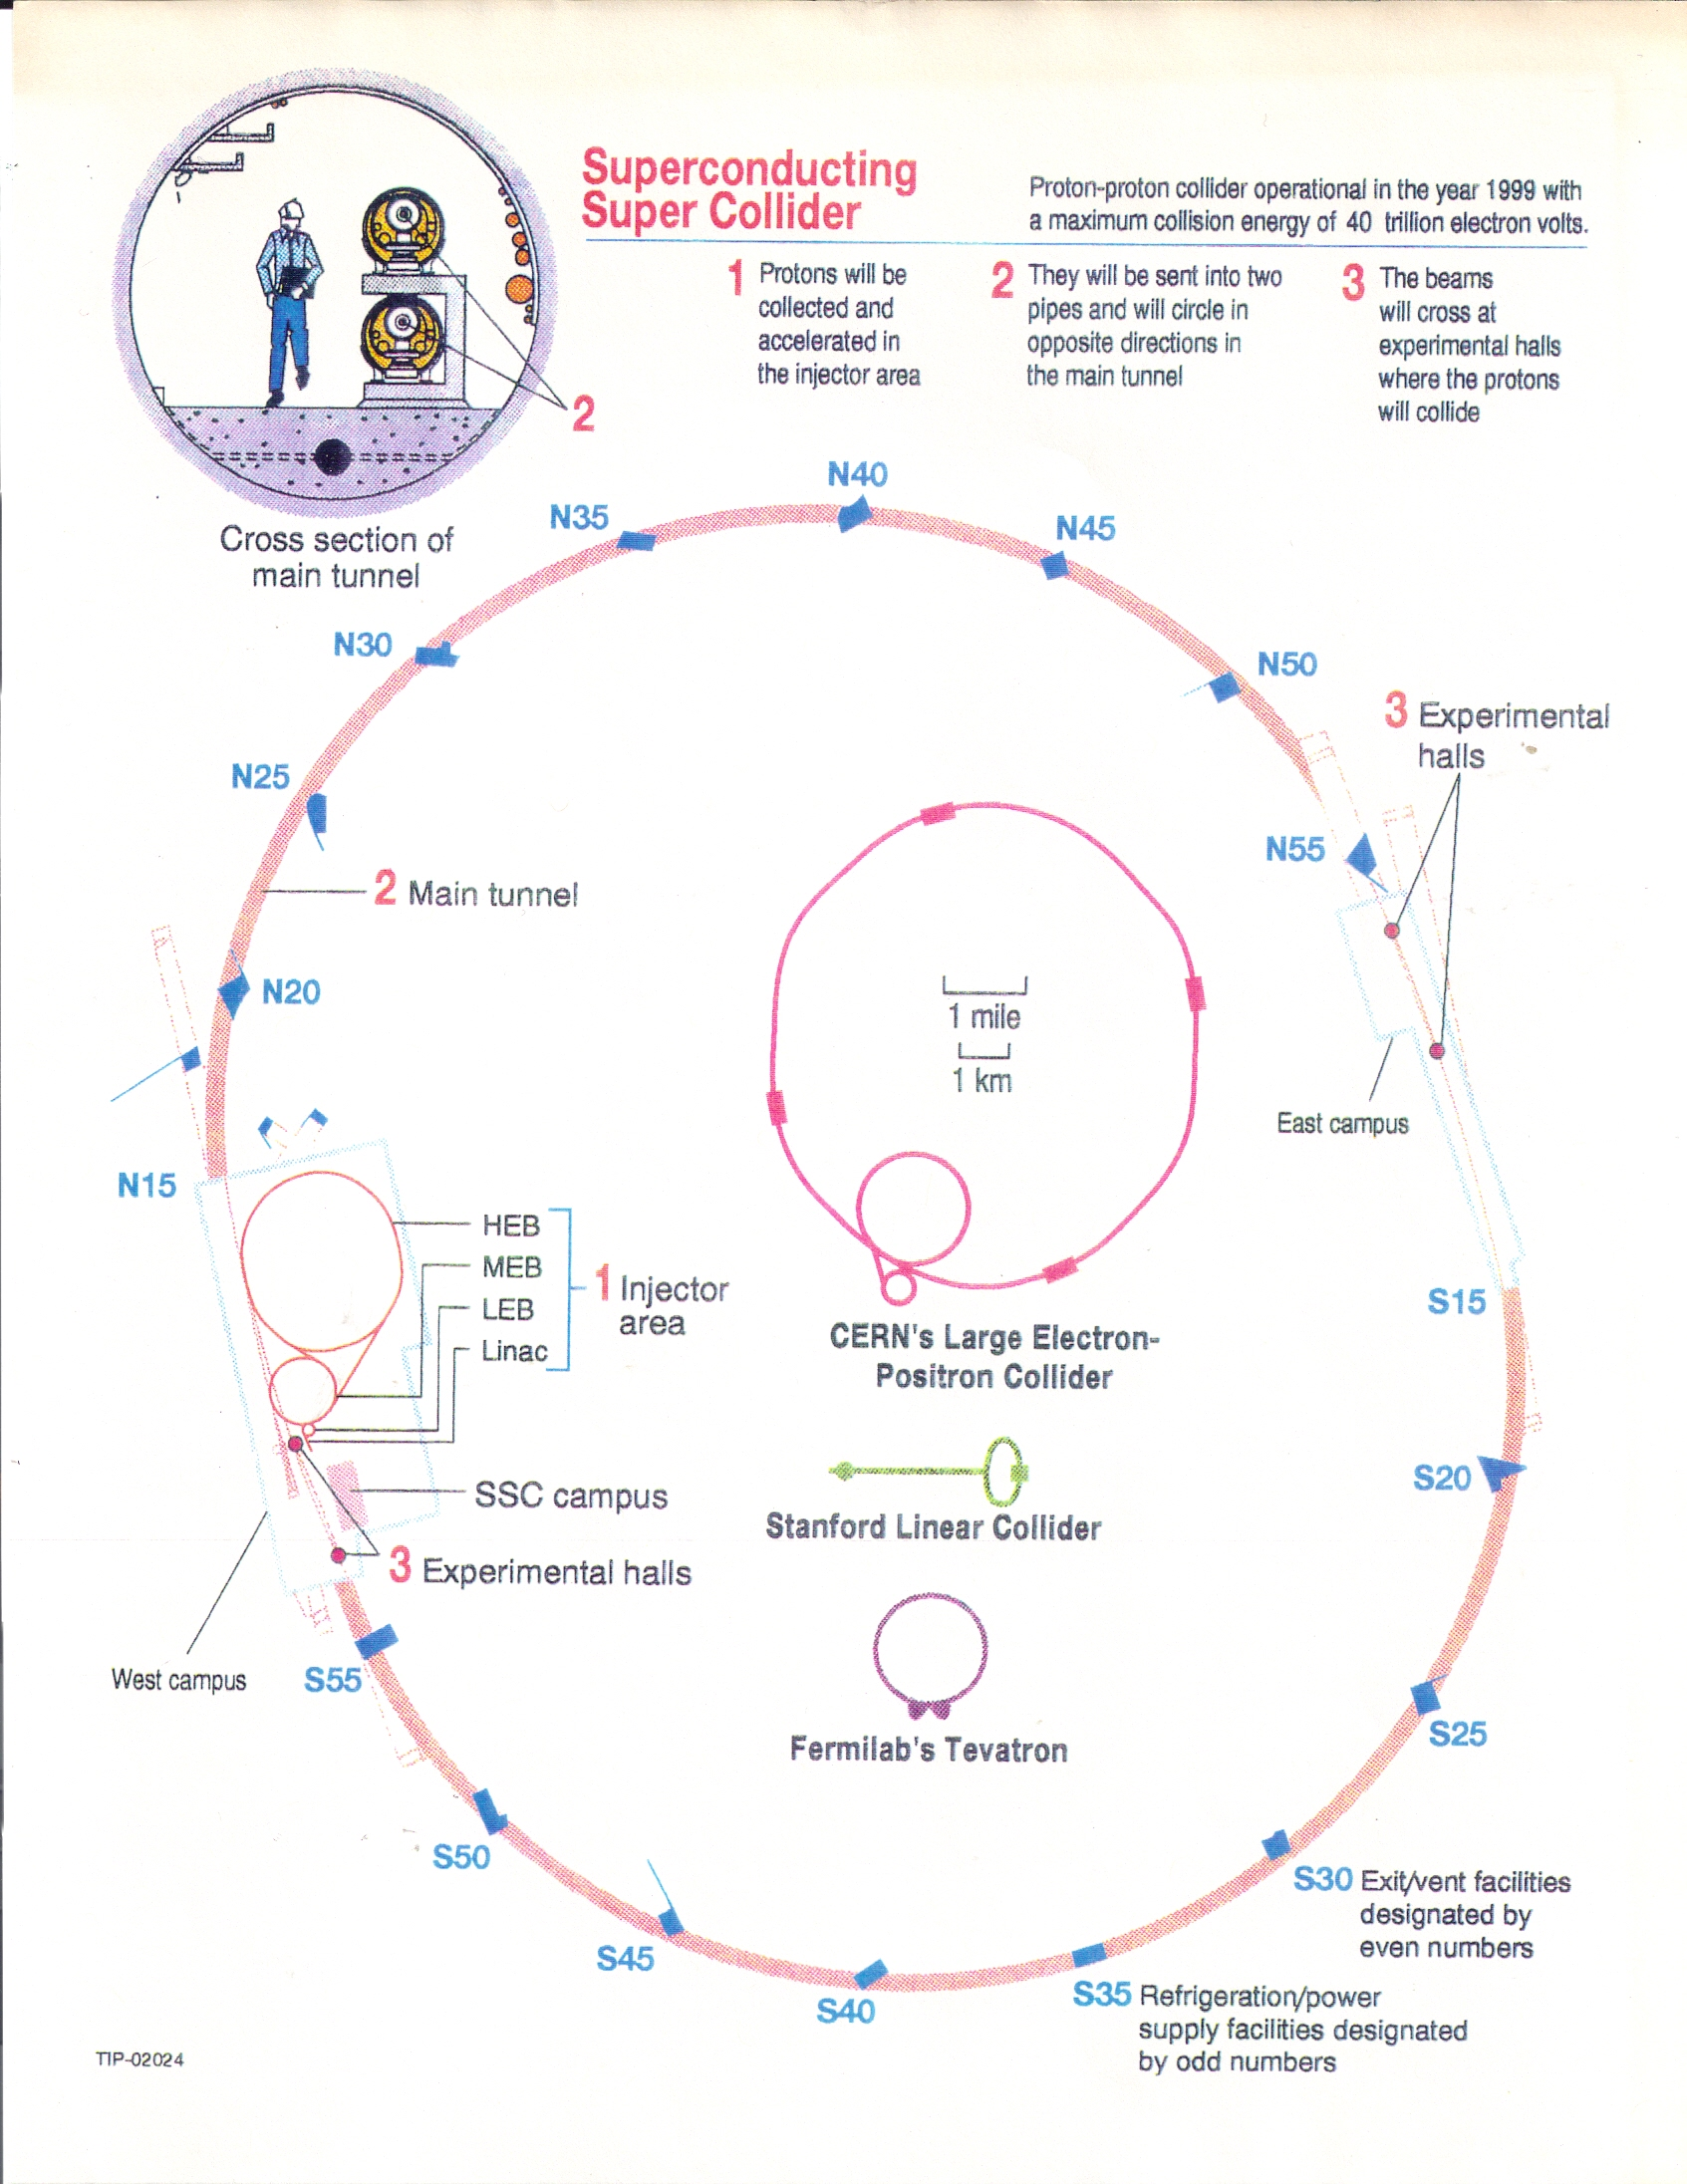 Superconducting
Super Collider
Proton-proton collider operational in the year 1999 with
a maximum collision energy of 40 trillion electron volts.
1 Protons will be
collected and
accelerated in
the injector area
2 They will be sent into two
pipes and will circle in
opposite directions in
the main tunnel
3 The beams
will cross at
experimental halls
where the protons
will collide
2
Cross section of
main tunnel
N40
N35
N45
N30
N50
3 Experimental
halls
N25
N55
2 Main tunnel
N20
1 mile
1 km
East campus
N15
HEB
MEB
LEB
Linac
1 Injector
area
S15
CERN's Large Electron-
Positron Collider
S20
SSC campus
Stanford Linear Collider
3 Experimental halls
West campus
S55
S25
Fermilab's Tevatron
S50
S30 Exit/vent facilities
designated by
even numbers
S45
S40
S35 Refrigeration/power
supply facilities designated
by odd numbers
TIP-02024